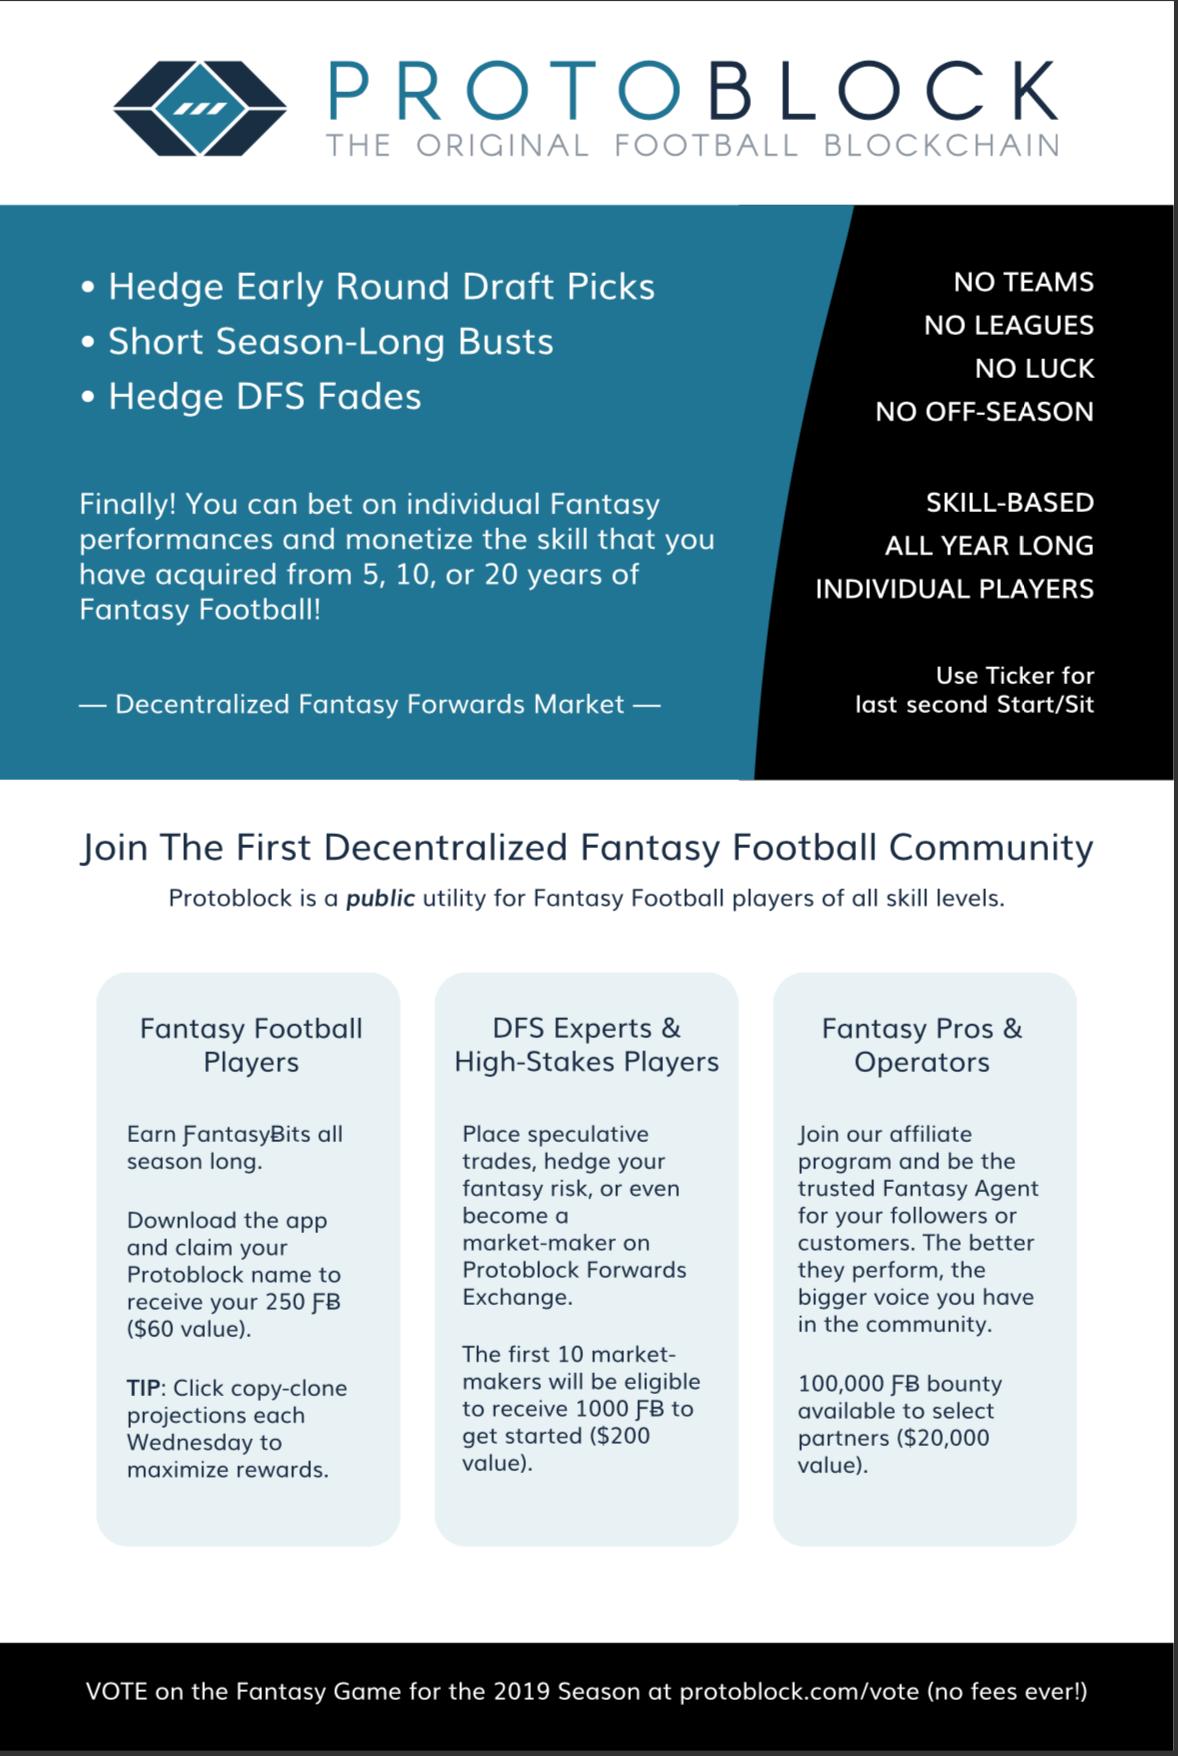 PROTOBLOCK
THE ORIGINAL FOOTBALL BLOCKCHAIN
• Hedge Early Round Draft Picks
• Short Season-Long Busts
• Hedge DFS Fades
Finally! You can bet on individual Fantasy
performances and monetize the skill that you
have acquired from 5, 10, or 20 years of
Fantasy Football!
— Decentralized Fantasy Forwards Market —
NO TEAMS
NO LEAGUES
NO LUCK
NO OFF-SEASON
SKILL-BASED
ALL YEAR LONG
INDIVIDUAL PLAYERS
Use Ticker for
last second Start/Sit
Join The First Decentralized Fantasy Football Community
Protoblock is a public utility for Fantasy Football players of all skill levels.
Fantasy Football
Players
Earn ƑantasyɃits all
season long.
Download the app
and claim your
Protoblock name to
receive your 250 ƑɃ
($60 value).
TIP: Click copy-clone
projections each
Wednesday to
maximize rewards.
DFS Experts &
High-Stakes Players
Place speculative
trades, hedge your
fantasy risk, or even
become a
market-maker on
Protoblock Forwards
Exchange.
The first 10 market-
makers will be eligible
to receive 1000 ƑɃ to
get started ($200
value).
Fantasy Pros &
Operators
Join our affiliate
program and be the
trusted Fantasy Agent
for your followers or
customers. The better
they perform, the
bigger voice you have
in the community.
100,000 ƑɃ bounty
available to select
partners ($20,000
value).
VOTE on the Fantasy Game for the 2019 Season at protoblock.com/vote (no fees ever!)